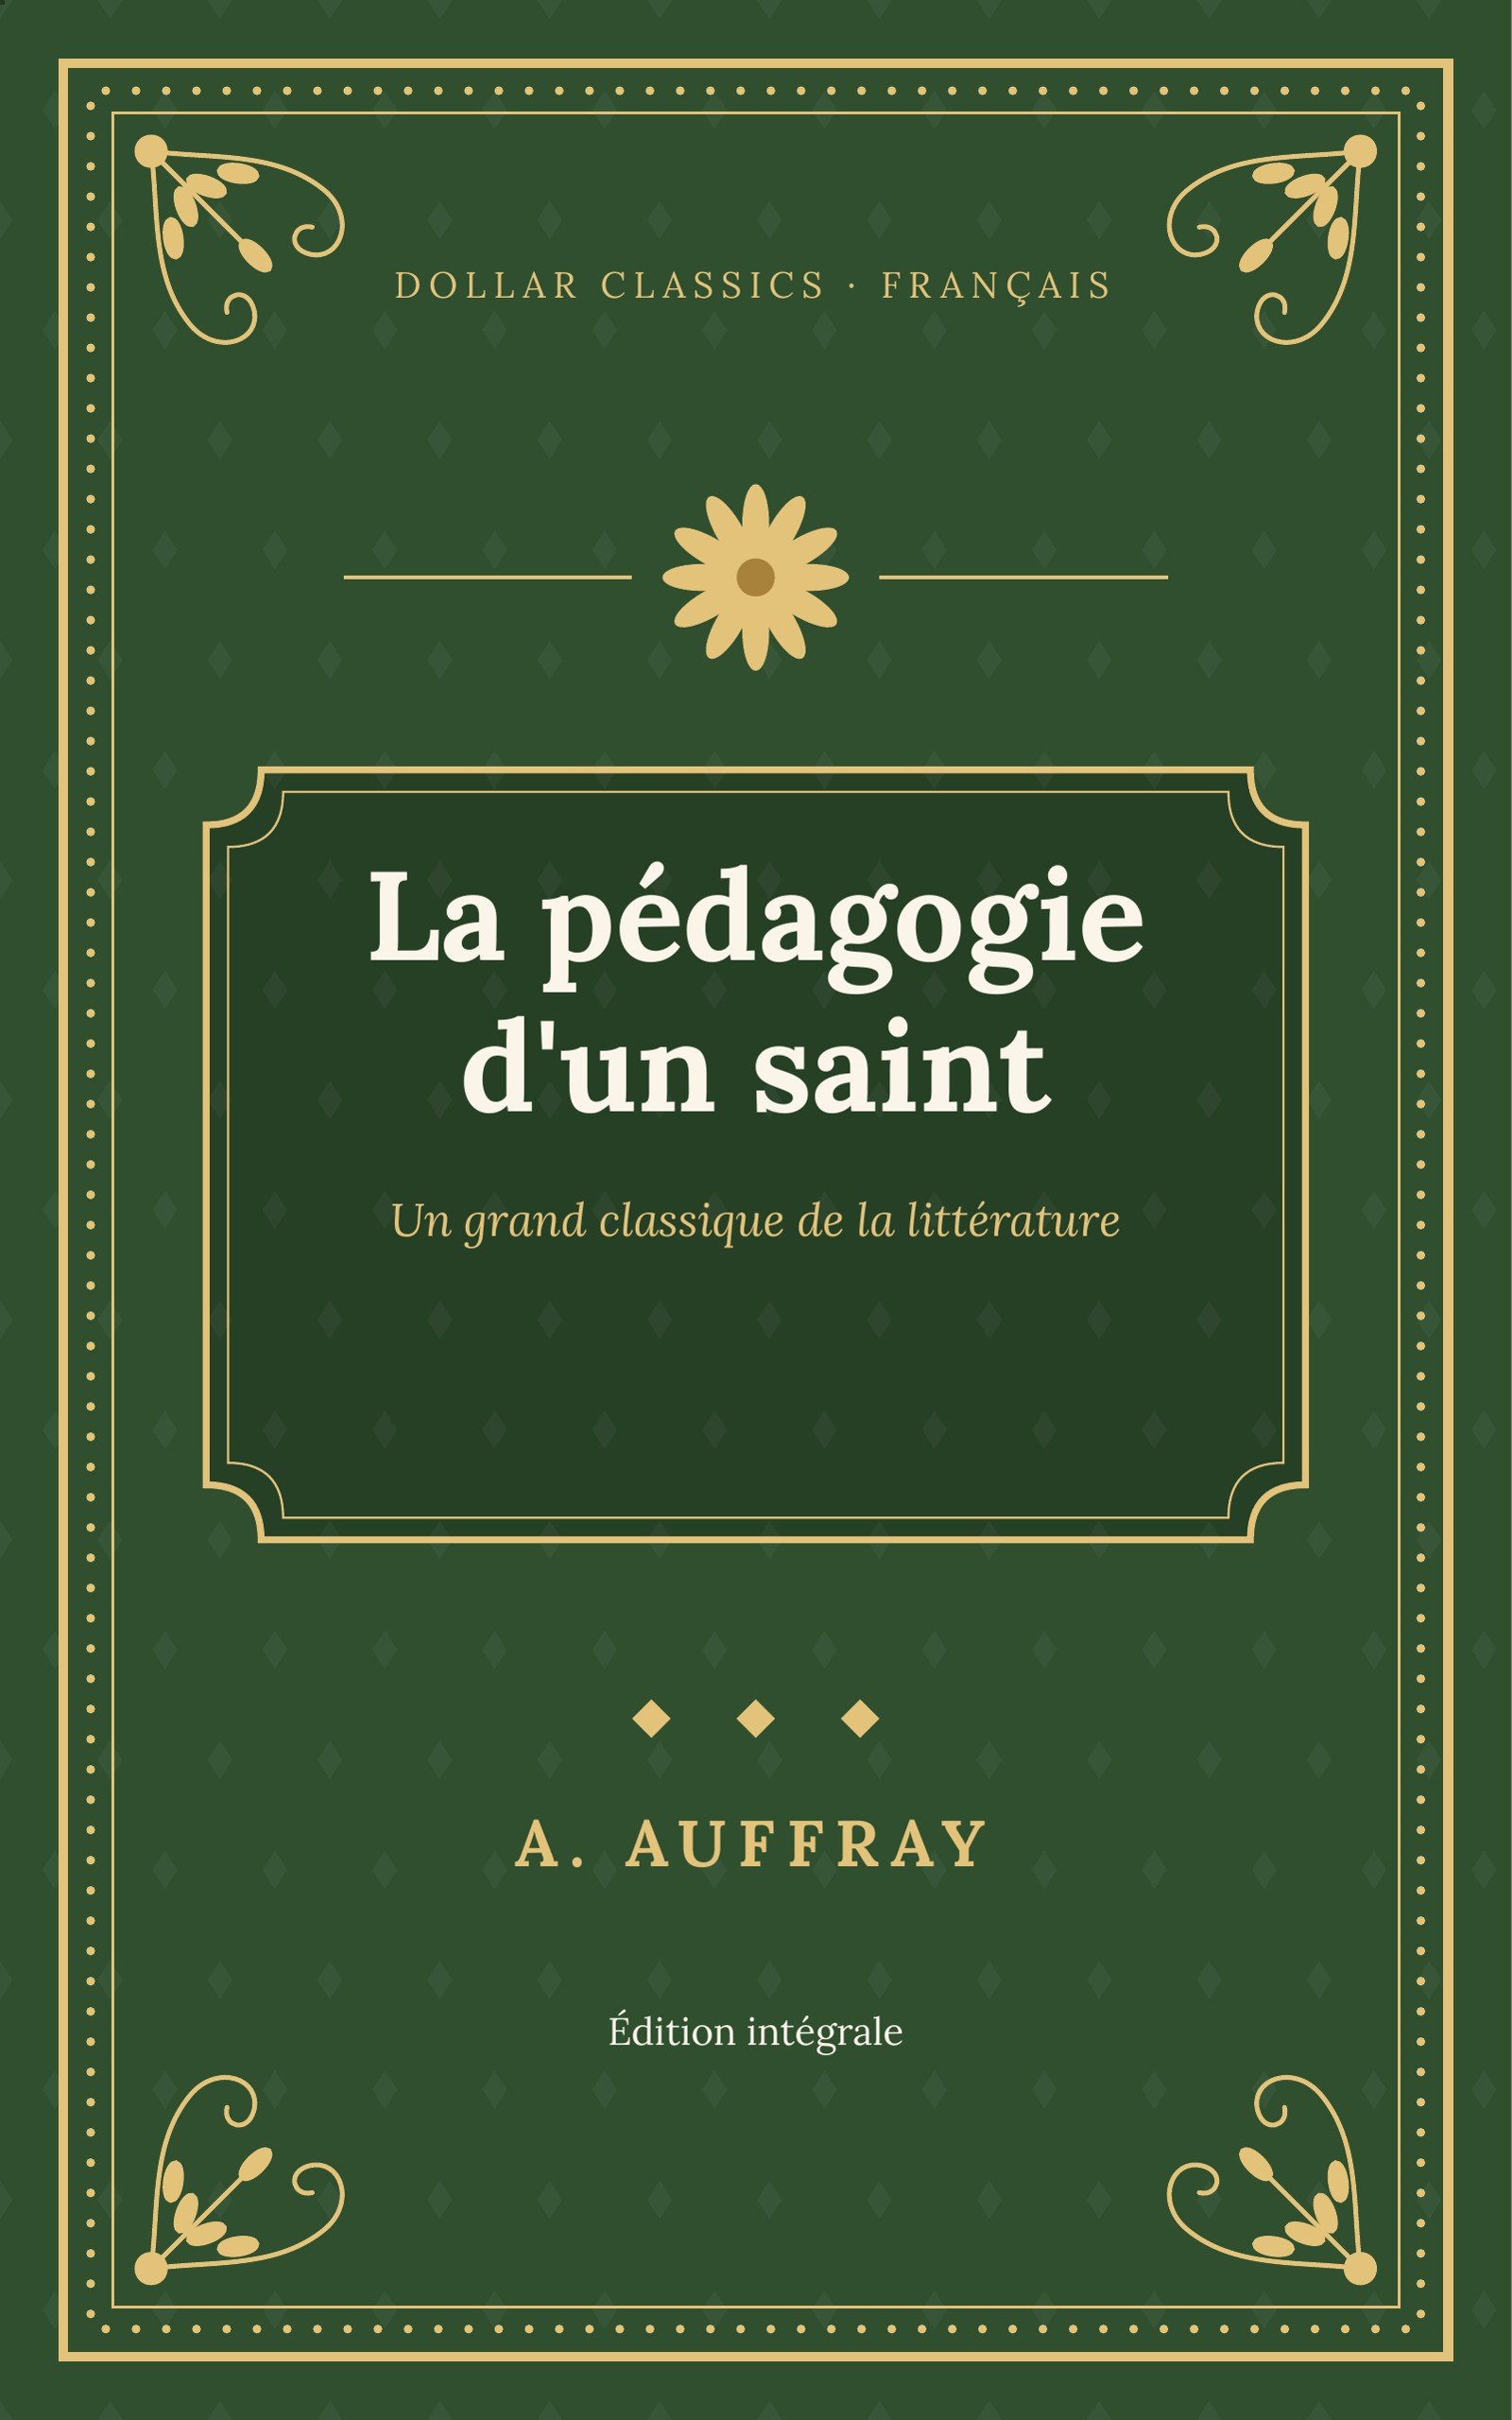 DOLLAR CLASSICS · FRANÇAIS
La pédagogie
d'un saint
Un grand classique de la littérature
A. AUFFRAY
Édition intégrale